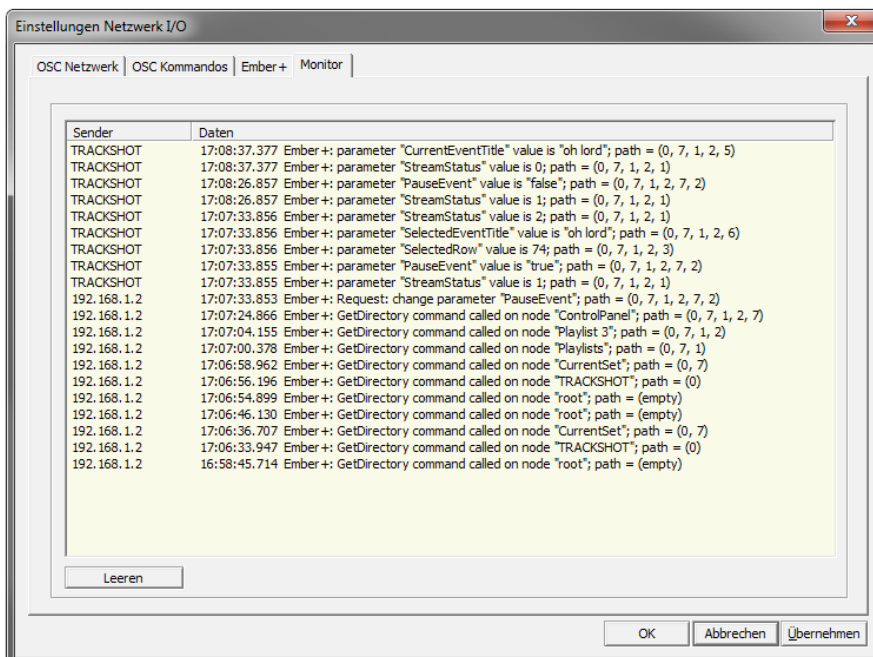 Einstellungen Netzwerk I/O
OSC Netzwerk OSC Kommandos Ember+ Monitor
Sender Daten
TRACKSHOT 17:08:37.377 Ember+: parameter "CurrentEventTitle" value is "oh lord"; path = (0, 7, 1, 2, 5)
TRACKSHOT 17:08:37.377 Ember+: parameter "StreamStatus" value is 0; path = (0, 7, 1, 2, 1)
TRACKSHOT 17:08:26.857 Ember+: parameter "PauseEvent" value is "false"; path = (0, 7, 1, 2, 7, 2)
TRACKSHOT 17:08:26.857 Ember+: parameter "StreamStatus" value is 1; path = (0, 7, 1, 2, 1)
TRACKSHOT 17:07:33.856 Ember+: parameter "StreamStatus" value is 2; path = (0, 7, 1, 2, 1)
TRACKSHOT 17:07:33.856 Ember+: parameter "SelectedEventTitle" value is "oh lord"; path = (0, 7, 1, 2, 6)
TRACKSHOT 17:07:33.856 Ember+: parameter "SelectedRow" value is 74; path = (0, 7, 1, 2, 3)
TRACKSHOT 17:07:33.855 Ember+: parameter "PauseEvent" value is "true"; path = (0, 7, 1, 2, 7, 2)
TRACKSHOT 17:07:33.855 Ember+: parameter "StreamStatus" value is 1; path = (0, 7, 1, 2, 1)
192.168.1.2 17:07:33.853 Ember+: Request: change parameter "PauseEvent"; path = (0, 7, 1, 2, 7, 2)
192.168.1.2 17:07:24.866 Ember+: GetDirectory command called on node "ControlPanel"; path = (0, 7, 1, 2, 7)
192.168.1.2 17:07:04.155 Ember+: GetDirectory command called on node "Playlist 3"; path = (0, 7, 1, 2)
192.168.1.2 17:07:00.378 Ember+: GetDirectory command called on node "Playlists"; path = (0, 7, 1)
192.168.1.2 17:06:58.962 Ember+: GetDirectory command called on node "CurrentSet"; path = (0, 7)
192.168.1.2 17:06:56.196 Ember+: GetDirectory command called on node "TRACKSHOT"; path = (0)
192.168.1.2 17:06:54.899 Ember+: GetDirectory command called on node "root"; path = (empty)
192.168.1.2 17:06:46.130 Ember+: GetDirectory command called on node "root"; path = (empty)
192.168.1.2 17:06:36.707 Ember+: GetDirectory command called on node "CurrentSet"; path = (0, 7)
192.168.1.2 17:06:33.947 Ember+: GetDirectory command called on node "TRACKSHOT"; path = (0)
192.168.1.2 16:58:45.714 Ember+: GetDirectory command called on node "root"; path = (empty)
Leeren
OK Abbrechen Übernehmen